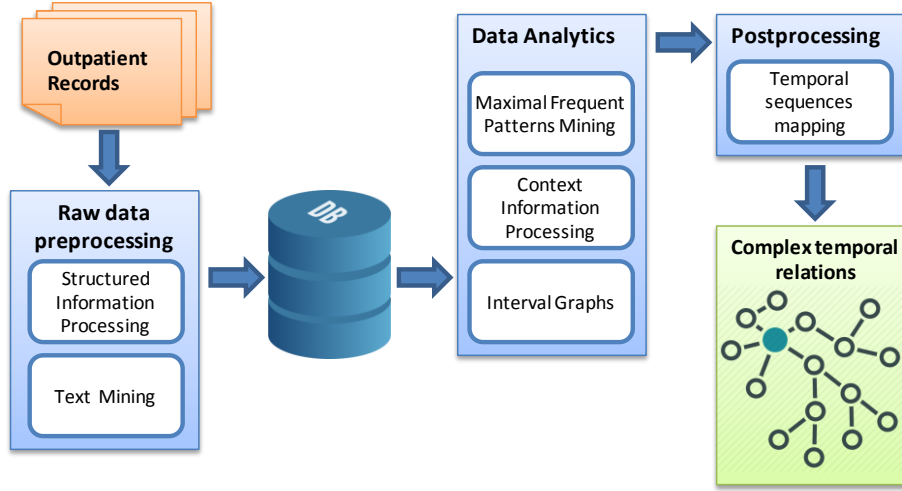 Outpatient
Records
Raw data
preprocessing
Structured
Information
Processing
Text Mining
DB
Data Analytics
Maximal Frequent
Patterns Mining
Context
Information
Processing
Interval Graphs
Postprocessing
Temporal
sequences
mapping
Complex temporal
relations